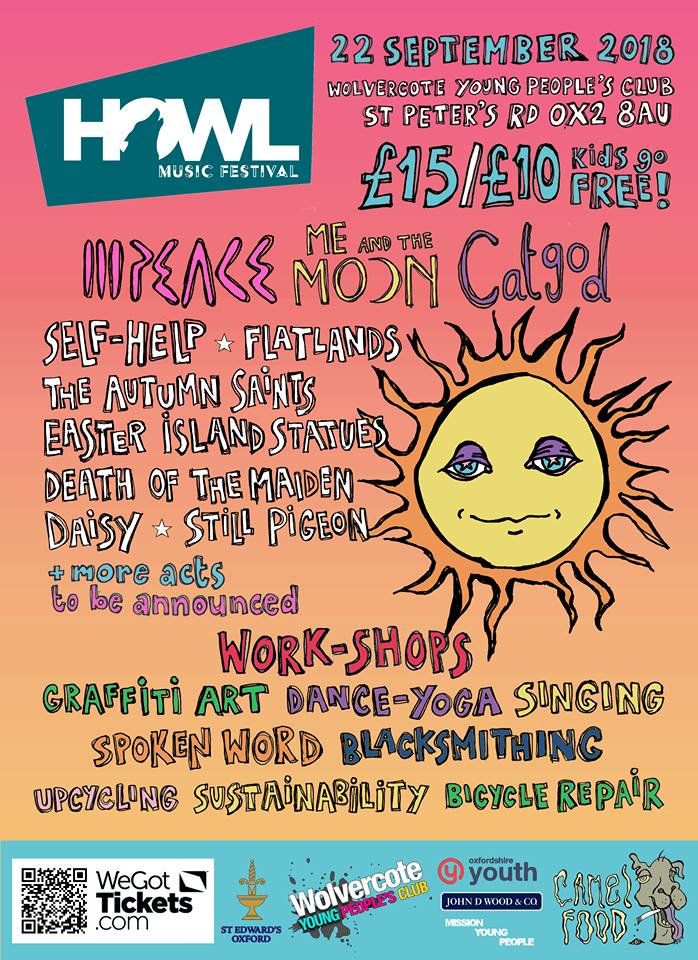 HOWL
MUSIC FESTIVAL
22 SEPTEMBER 2018
WOLVERCOTE YOUNG PEOPLE'S CLUB
ST PETER'S RD OX2 8AU
£15/£10 Kids go FREE!
PEACE ME AND THE MOON Catgod
SELF-HELP ★ FLATLANDS
THE AUTUMN SAINTS
EASTER ISLAND STATUES
DEATH OF THE MAIDEN
DAISY ★ STILL PIGEON
+ more acts
to be announced
WORK-SHOPS
GRAFFITI ART DANCE-YOGA SINGING
SPOKEN WORD BLACKSMITHING
UPCYCLING SUSTAINABILITY BICYCLE REPAIR
WeGot
Tickets
.com
ST EDWARD'S
OXFORD
Wolvercote
YOUNG PEOPLE'S CLUB
oxfordshire
youth
JOHN D WOOD & CO.
MISSION
YOUNG
PEOPLE
CAMEL
FOOD